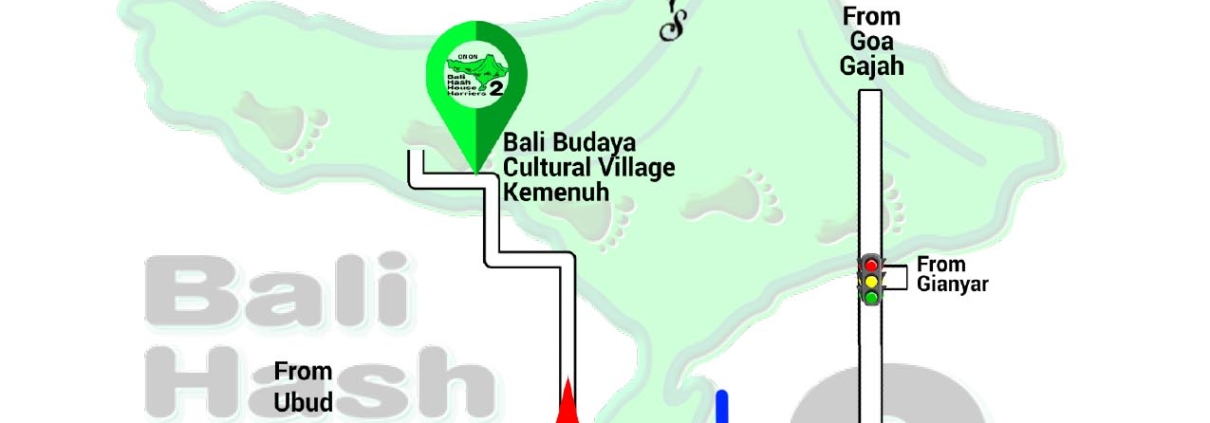 's
From
Goa
Gajah
ON ON
Bali
Hash
House
Harriers 2
Bali Budaya
Cultural Village
Kemenuh
From
Gianyar
Bali
Hash
From
Ubud